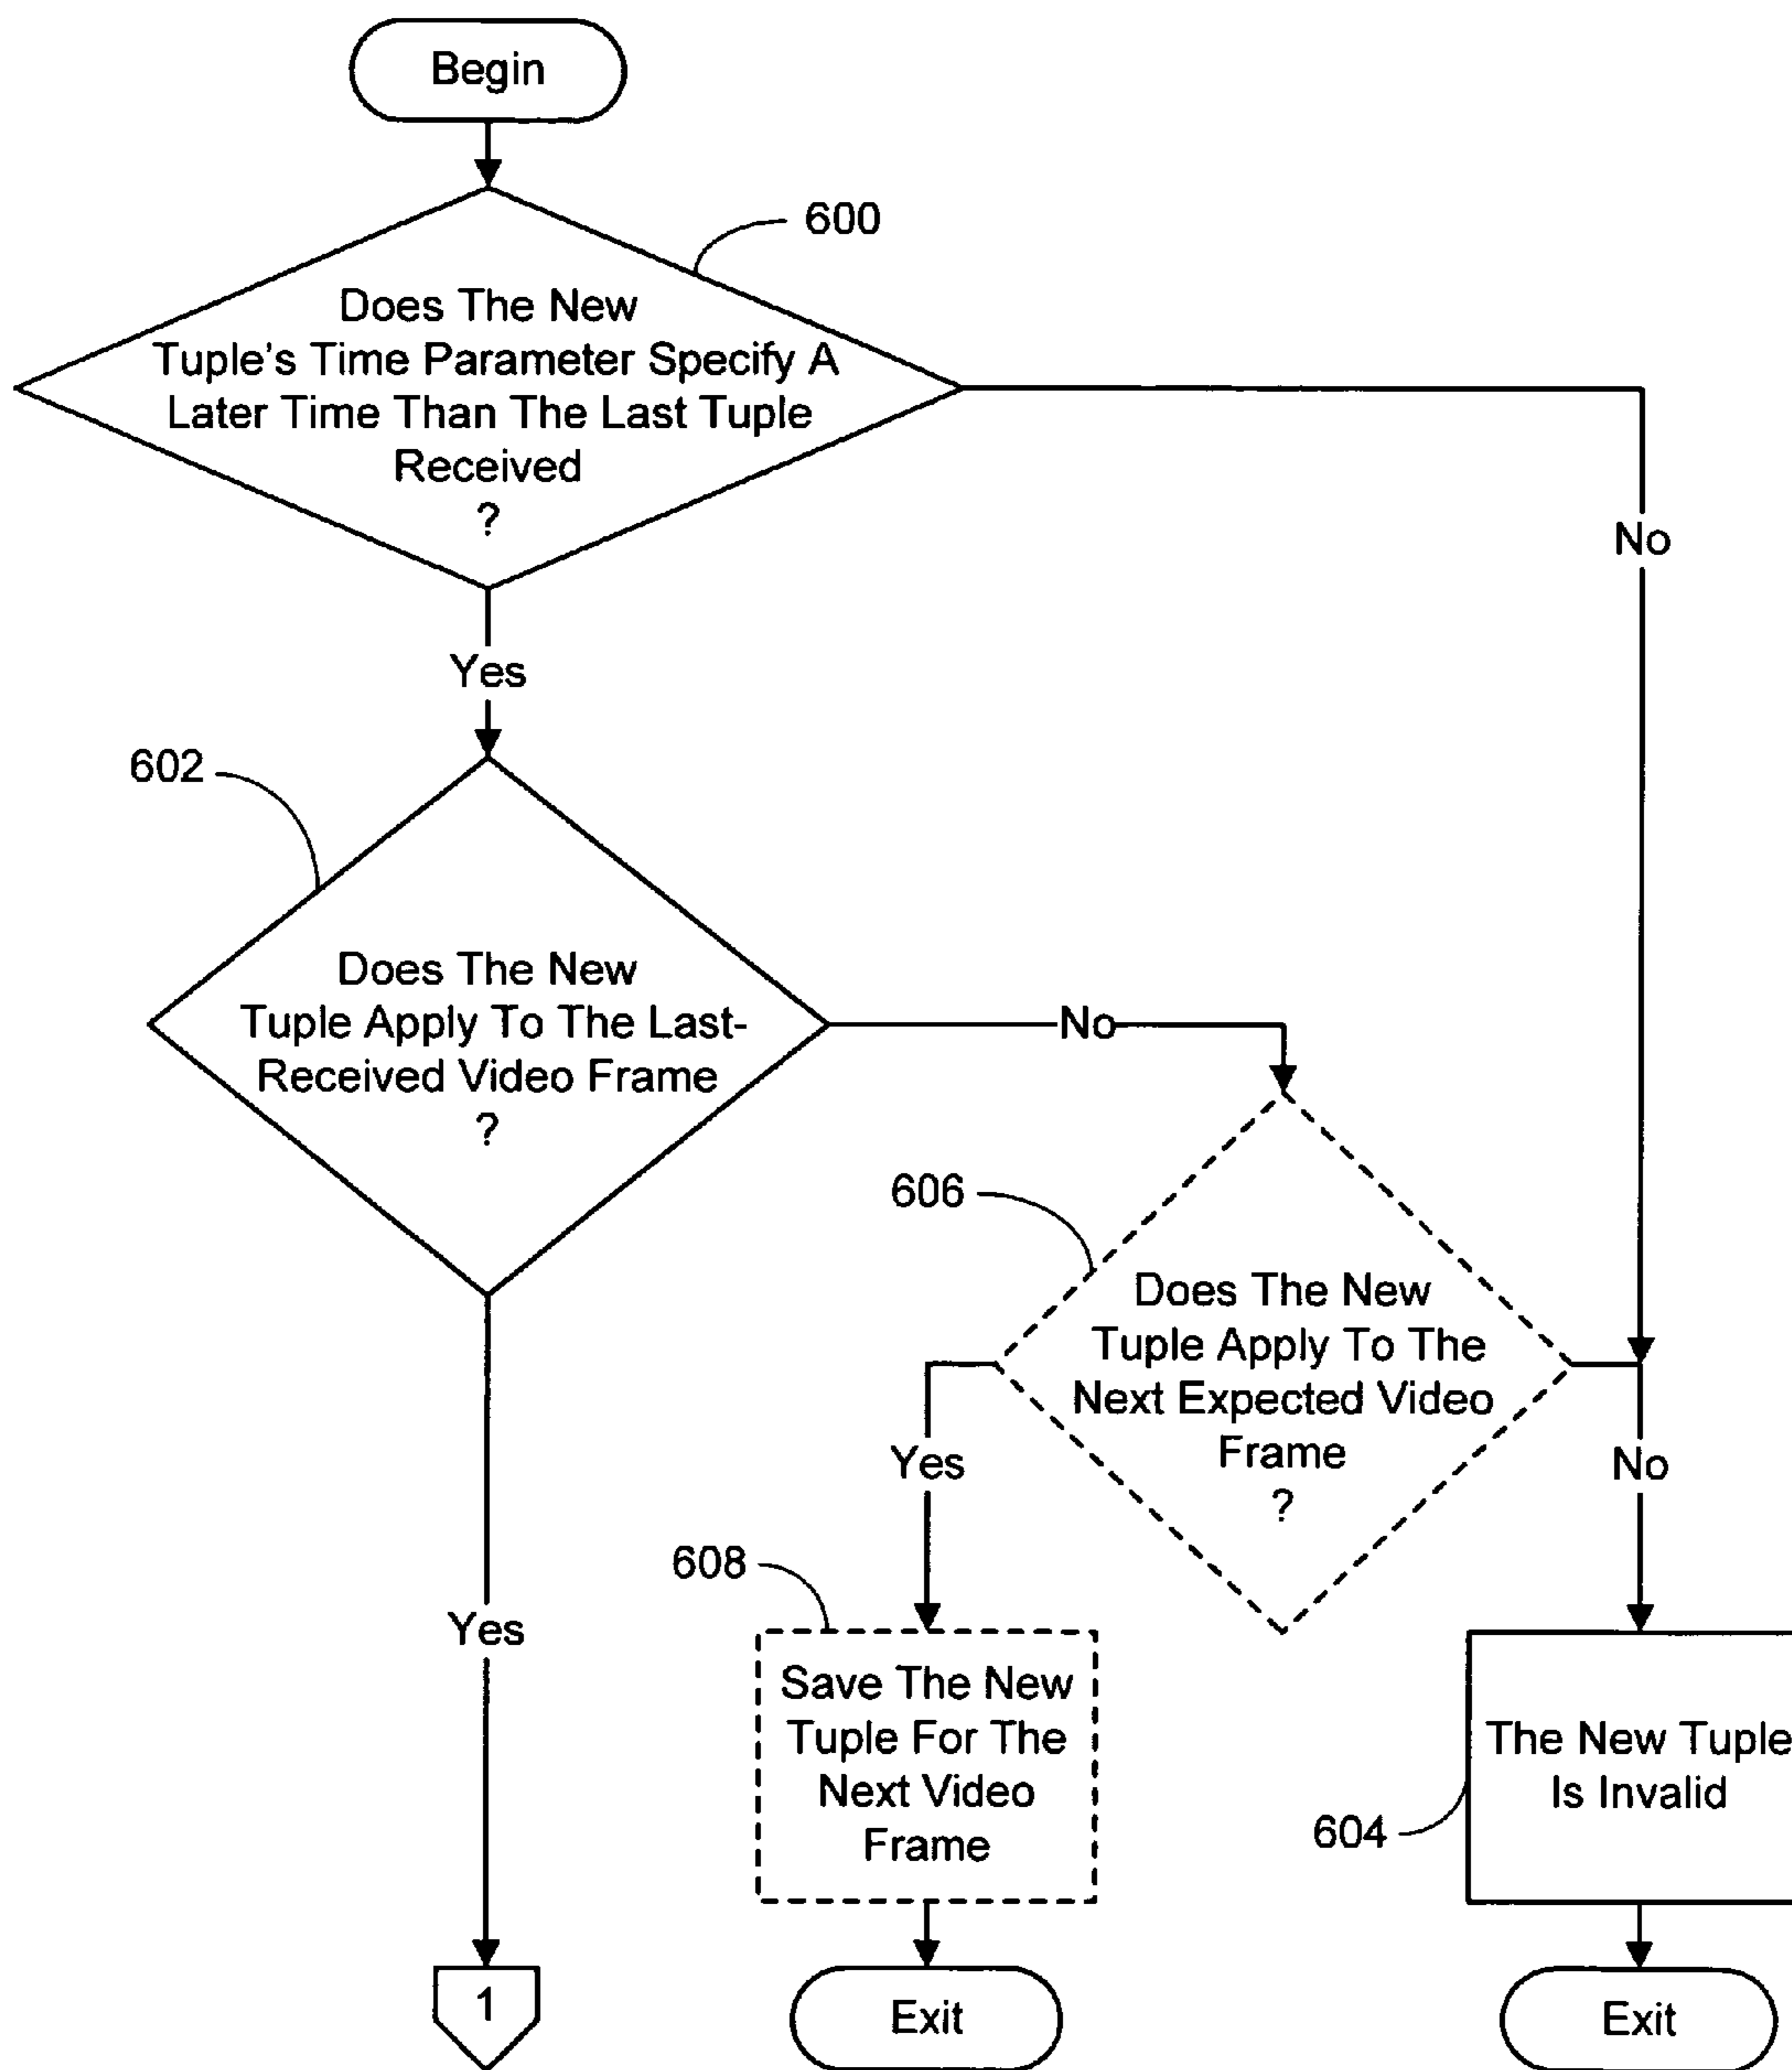 Begin
600
Does The New
Tuple's Time Parameter Specify A
Later Time Than The Last Tuple
Received
?
No
Yes
602
Does The New
Tuple Apply To The Last-
Received Video Frame
?
No
606
Does The New
Tuple Apply To The
Next Expected Video
Frame
?
Yes
No
608
Save The New
Tuple For The
Next Video
Frame
Yes
The New Tuple
Is Invalid
604
1
Exit
Exit